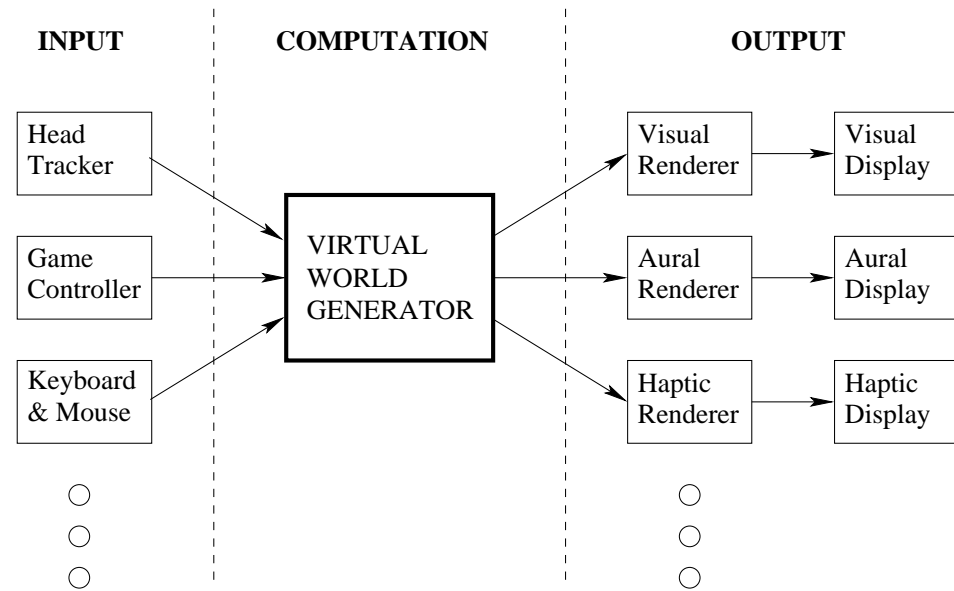 INPUT
COMPUTATION
OUTPUT
Head
Tracker
Game
Controller
Keyboard
& Mouse
VIRTUAL
WORLD
GENERATOR
Visual
Renderer
Visual
Display
Aural
Renderer
Aural
Display
Haptic
Renderer
Haptic
Display